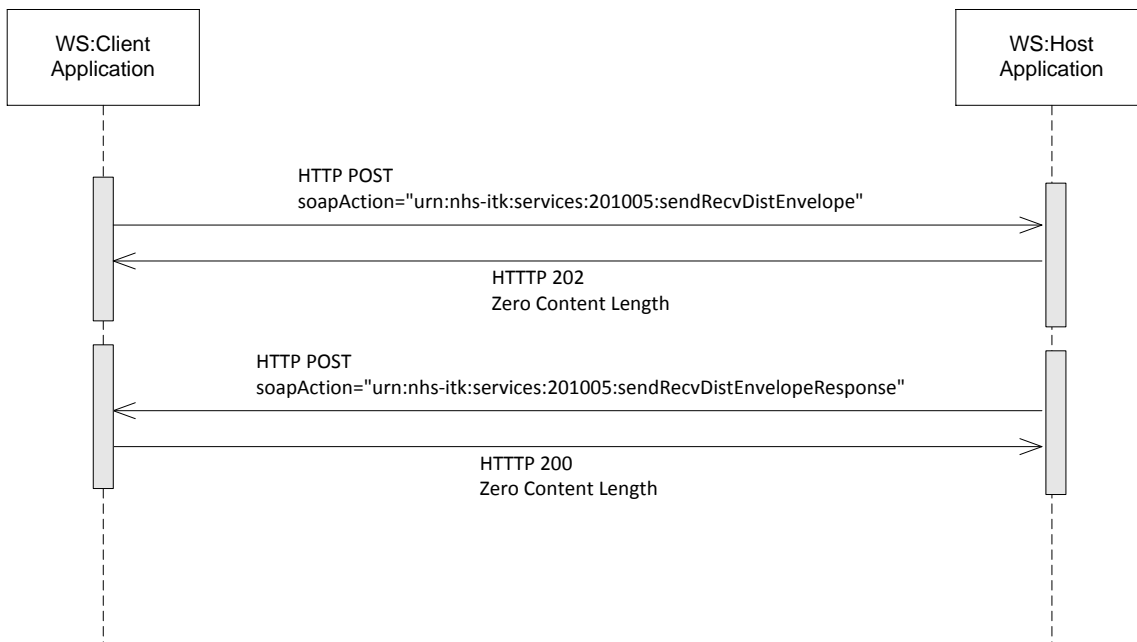 WS:Client
Application
WS:Host
Application
HTTP POST
soapAction="urn:nhs-itk:services:201005:sendRecvDistEnvelope"
HTTTP 202
Zero Content Length
HTTP POST
soapAction="urn:nhs-itk:services:201005:sendRecvDistEnvelopeResponse"
HTTTP 200
Zero Content Length